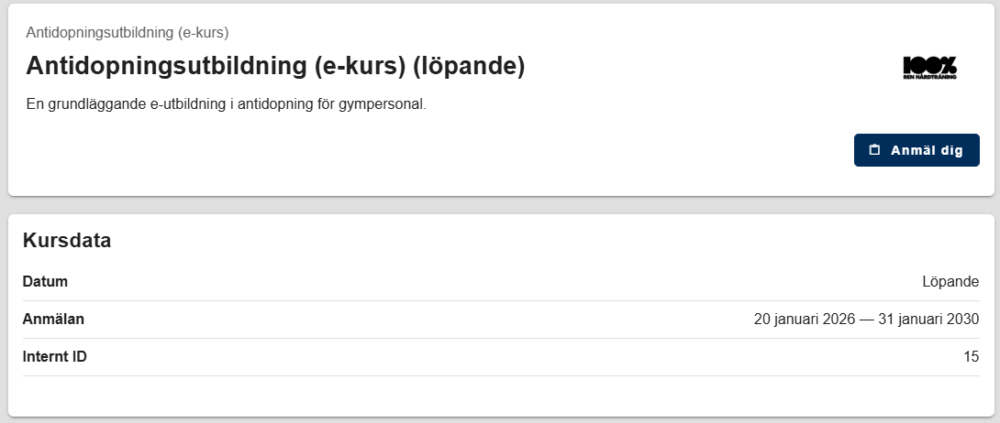 Antidopningsutbildning (e-kurs)
Antidopningsutbildning (e-kurs) (löpande)
100%
REN HÅRDTRÄNING
En grundläggande e-utbildning i antidopning för gympersonal.
Anmäl dig
Kursdata
Datum Löpande
Anmälan 20 januari 2026 — 31 januari 2030
Internt ID 15